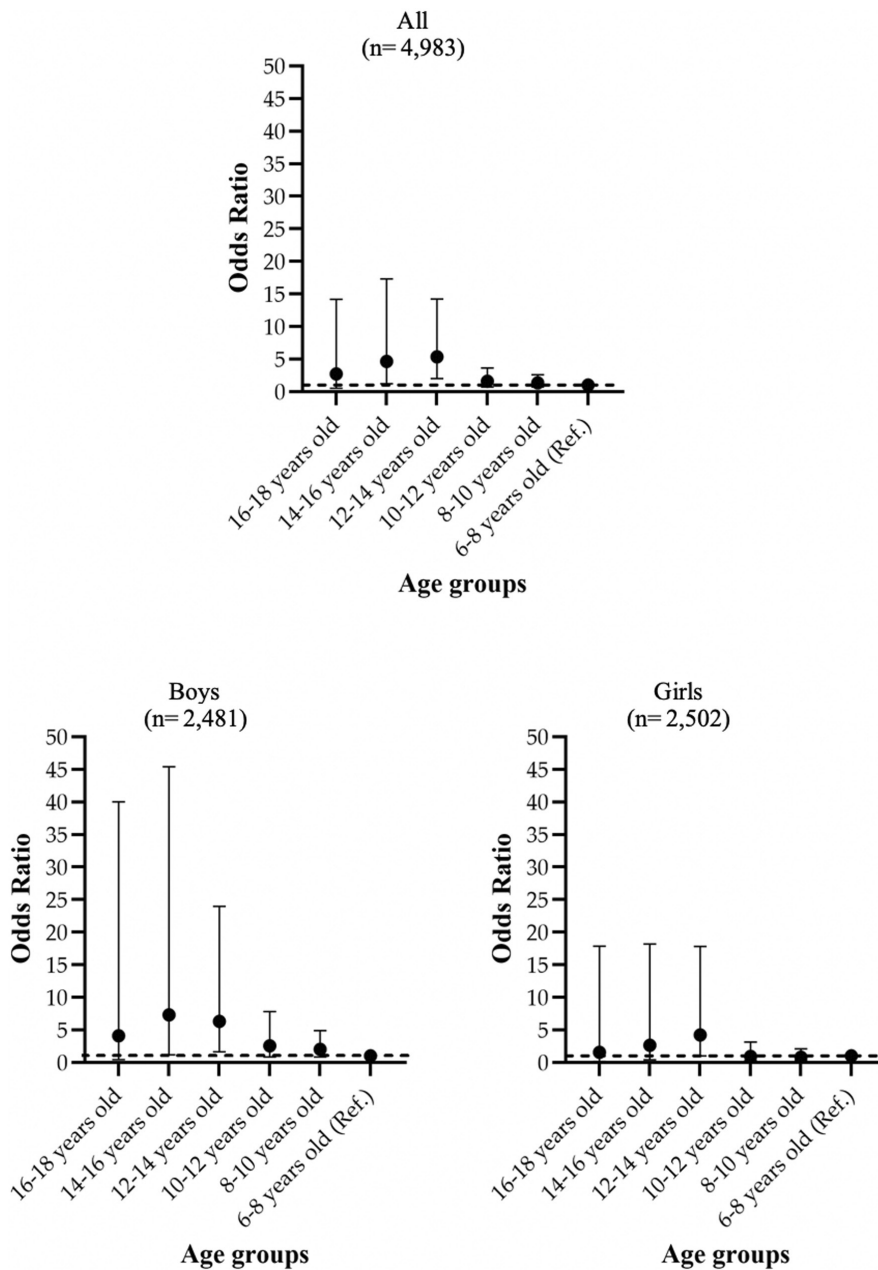 All
(n= 4,983)
50
45
40
35
30
25
20
15
10
5
0
Odds Ratio
16-18 years old
14-16 years old
12-14 years old
10-12 years old
8-10 years old
6-8 years old (Ref.)
Age groups
Boys
(n= 2,481)
50
45
40
35
30
25
20
15
10
5
0
Odds Ratio
16-18 years old
14-16 years old
12-14 years old
10-12 years old
8-10 years old
6-8 years old (Ref.)
Age groups
Girls
(n= 2,502)
50
45
40
35
30
25
20
15
10
5
0
Odds Ratio
16-18 years old
14-16 years old
12-14 years old
10-12 years old
8-10 years old
6-8 years old (Ref.)
Age groups